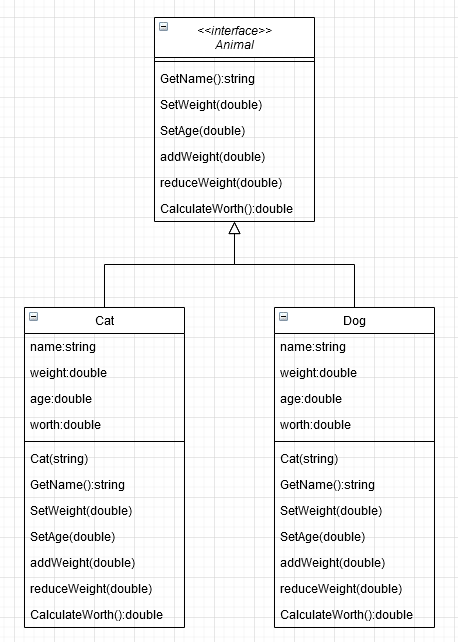 <<interface>>
Animal
GetName():string
SetWeight(double)
SetAge(double)
addWeight(double)
reduceWeight(double)
CalculateWorth():double
Cat
name:string
weight:double
age:double
worth:double
Cat(string)
GetName():string
SetWeight(double)
SetAge(double)
addWeight(double)
reduceWeight(double)
CalculateWorth():double
Dog
name:string
weight:double
age:double
worth:double
Cat(string)
GetName():string
SetWeight(double)
SetAge(double)
addWeight(double)
reduceWeight(double)
CalculateWorth():double